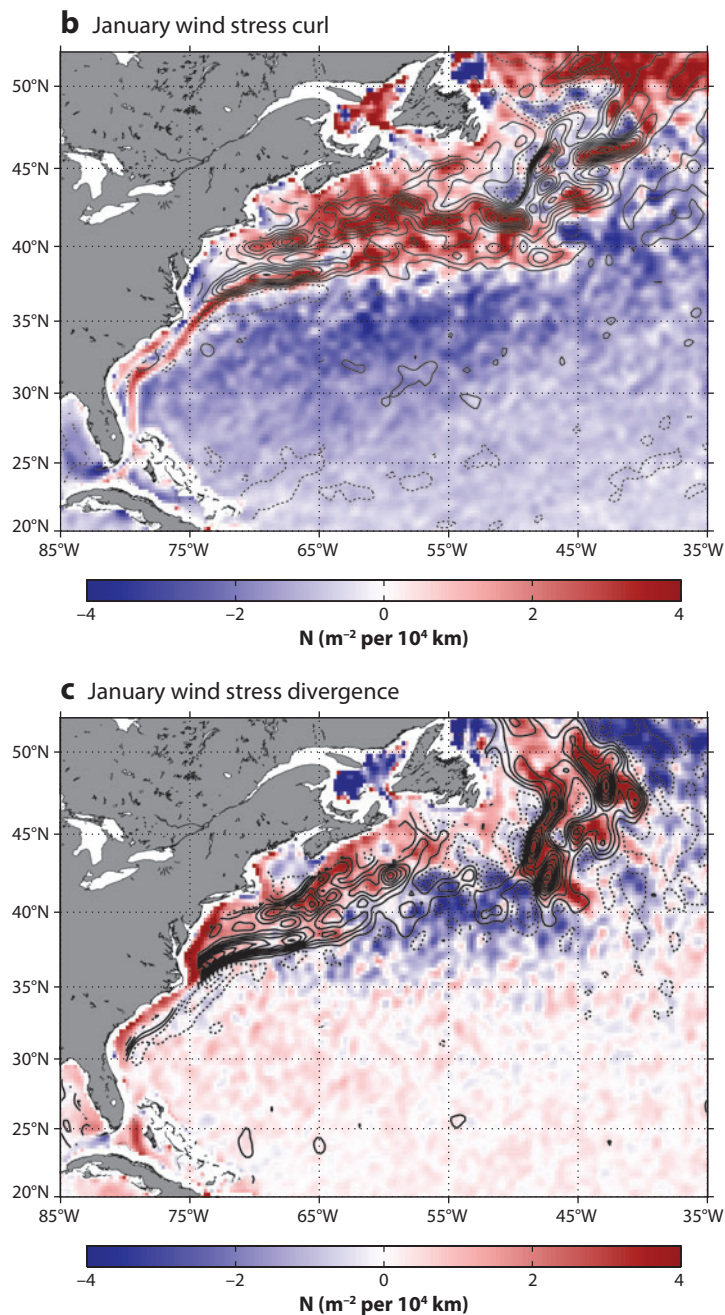 b January wind stress curl
50°N
45°N
40°N
35°N
30°N
25°N
20°N
85°W 75°W 65°W 55°W 45°W 35°W
–4 –2 0 2 4
N (m⁻² per 10⁴ km)
c January wind stress divergence
50°N
45°N
40°N
35°N
30°N
25°N
20°N
85°W 75°W 65°W 55°W 45°W 35°W
–4 –2 0 2 4
N (m⁻² per 10⁴ km)